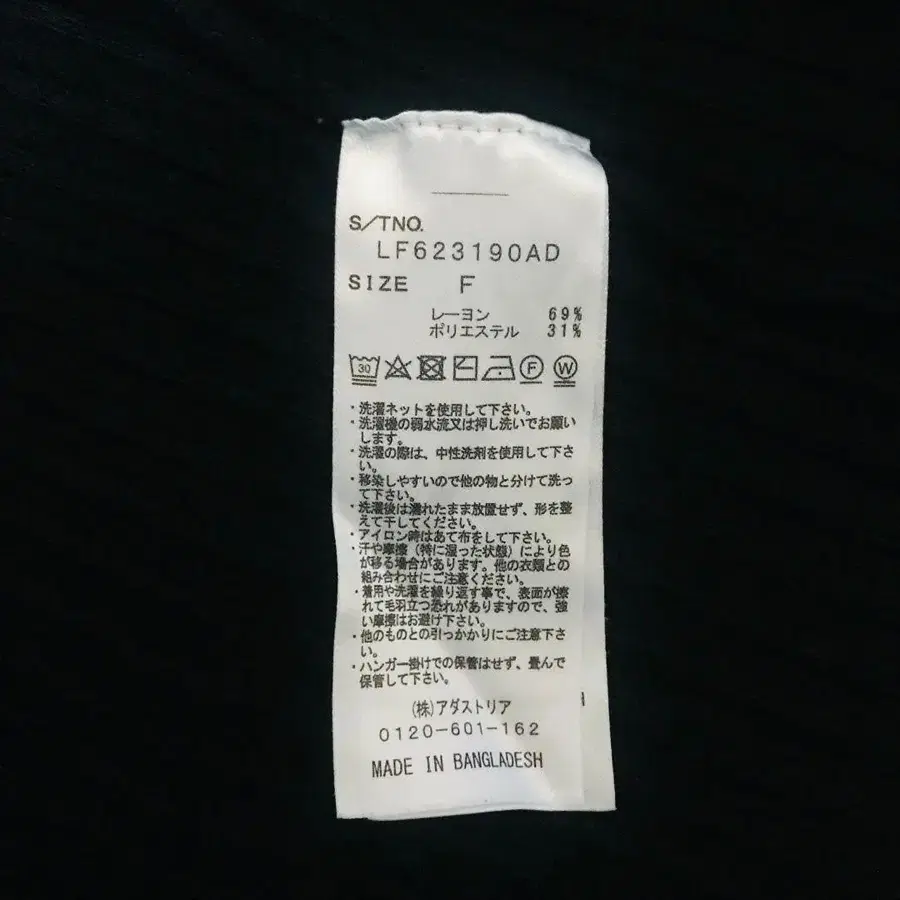 S/TNO.
LF623190AD
SIZE F
レーヨン 69%
ポリエステル 31%
30 F W
・洗濯ネットを使用して下さい。
・洗濯機の弱水流又は押し洗いでお願い
します。
・洗濯の際は、中性洗剤を使用して下さ
い。
・移染しやすいので他の物と分けて洗っ
て下さい。
・洗濯後は濡れたまま放置せず、形を整
えて干してください。
・アイロン時はあて布をして下さい。
・汗や摩擦（特に湿った状態）により色
が移る場合があります。他の衣類との
組み合わせにご注意ください。
・着用や洗濯を繰り返す事で、表面が擦
れて毛羽立つ恐れがありますので、強
い摩擦はお避け下さい。
・他のものとの引っかかりにご注意下さ
い。
・ハンガー掛けでの保管はせず、畳んで
保管して下さい。
(株)アダストリア
0120-601-162
MADE IN BANGLADESH